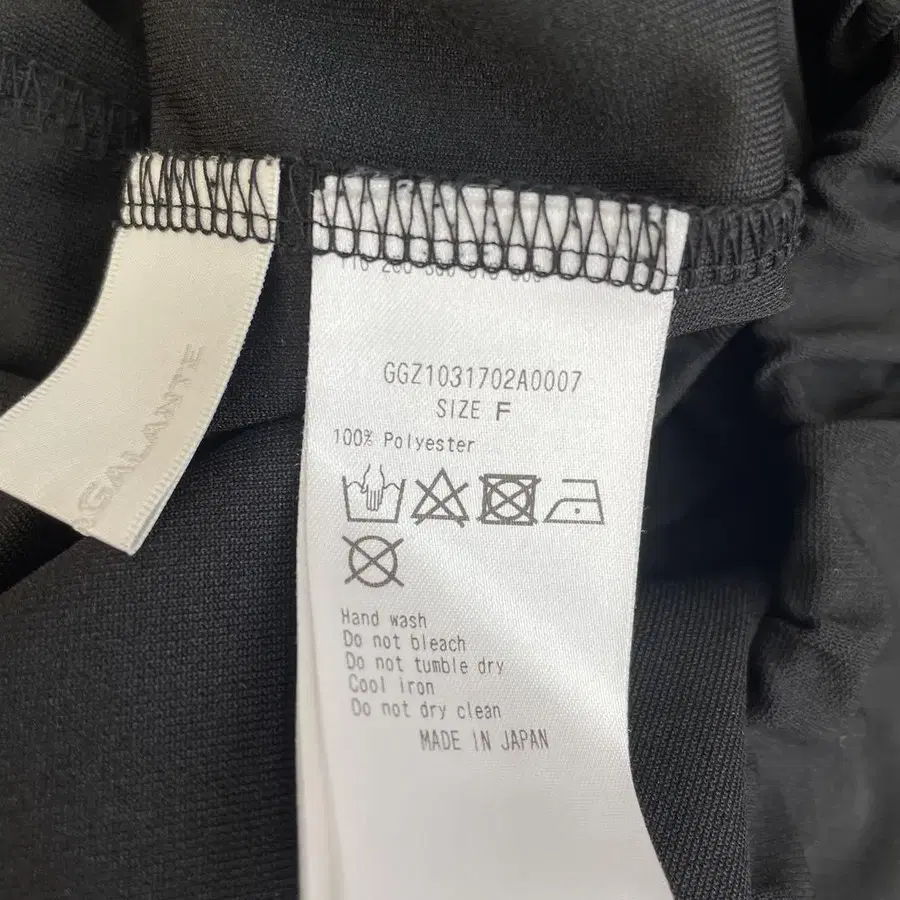 GALANTE
GGZ1031702A0007
SIZE F
100% Polyester
Hand wash
Do not bleach
Do not tumble dry
Cool iron
Do not dry clean
MADE IN JAPAN